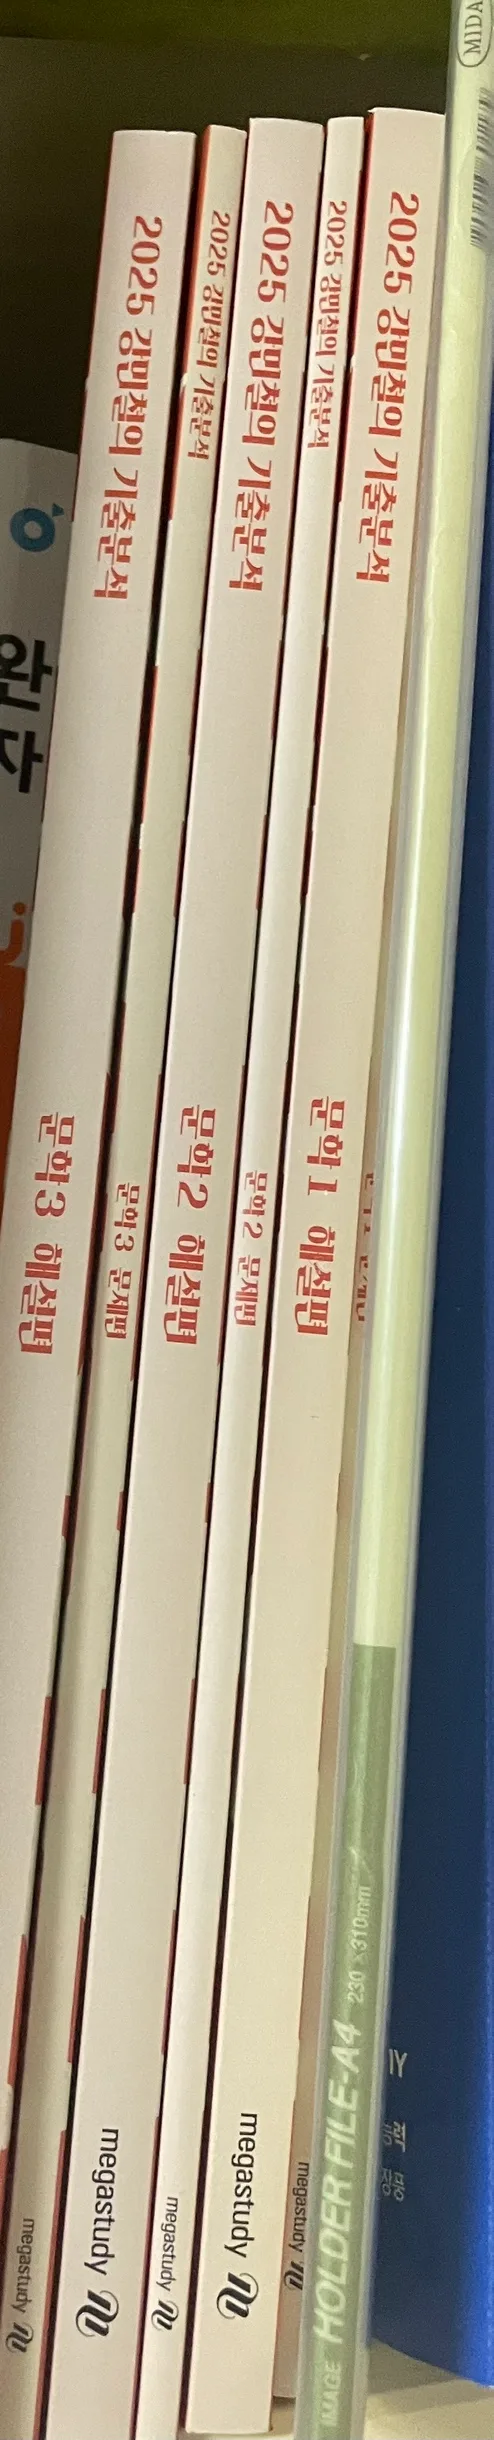 완
자
2025 강민철의 기출분석 문학3 해설편
2025 강민철의 기출분석 문학3 문제편 megastudy
2025 강민철의 기출분석 문학2 해설편 megastudy
2025 강민철의 기출분석 문학2 문제편 megastudy
2025 강민철의 기출분석 문학1 해설편 megastudy
megastudy
MIDA
IMAGE HOLDER FILE-A4 230×310mm